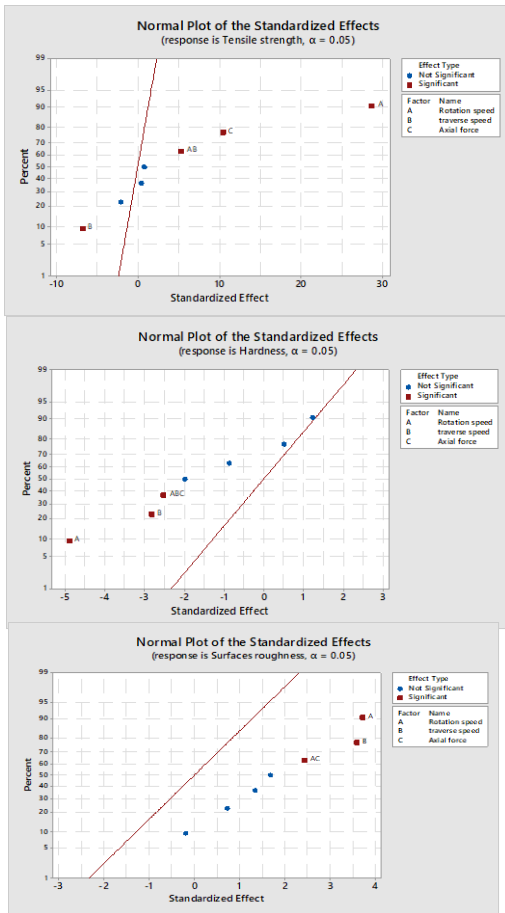 Normal Plot of the Standardized Effects
(response is Tensile strength, α = 0.05)
99
95
90
80
70
60
50
40
30
20
10
5
1
Percent
-10
0
10
20
30
Standardized Effect
A
C
AB
B
Effect Type
Not Significant
Significant
Factor Name
A Rotation speed
B traverse speed
C Axial force
Normal Plot of the Standardized Effects
(response is Hardness, α = 0.05)
99
95
90
80
70
60
50
40
30
20
10
5
1
Percent
-5
-4
-3
-2
-1
0
1
2
3
Standardized Effect
ABC
B
A
Effect Type
Not Significant
Significant
Factor Name
A Rotation speed
B traverse speed
C Axial force
Normal Plot of the Standardized Effects
(response is Surfaces roughness, α = 0.05)
99
95
90
80
70
60
50
40
30
20
10
5
1
Percent
-3
-2
-1
0
1
2
3
4
Standardized Effect
A
B
AC
Effect Type
Not Significant
Significant
Factor Name
A Rotation speed
B traverse speed
C Axial force